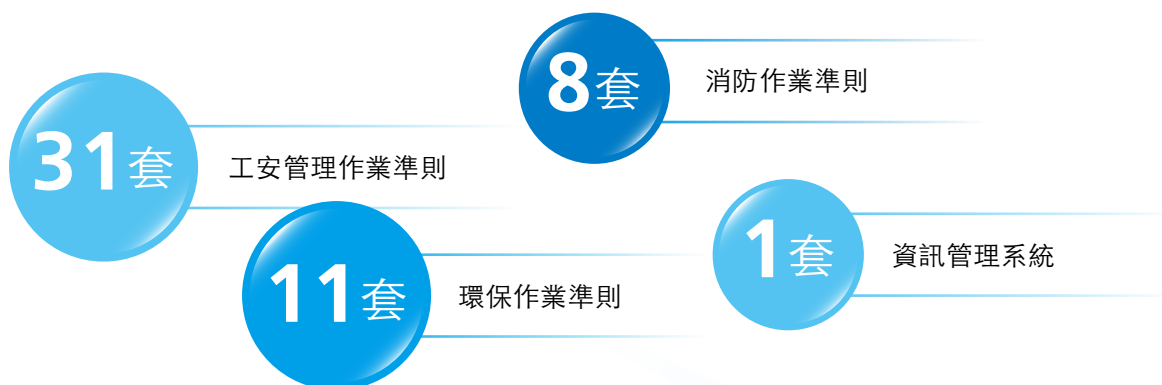 31套
工安管理作業準則
8套
消防作業準則
11套
環保作業準則
1套
資訊管理系統